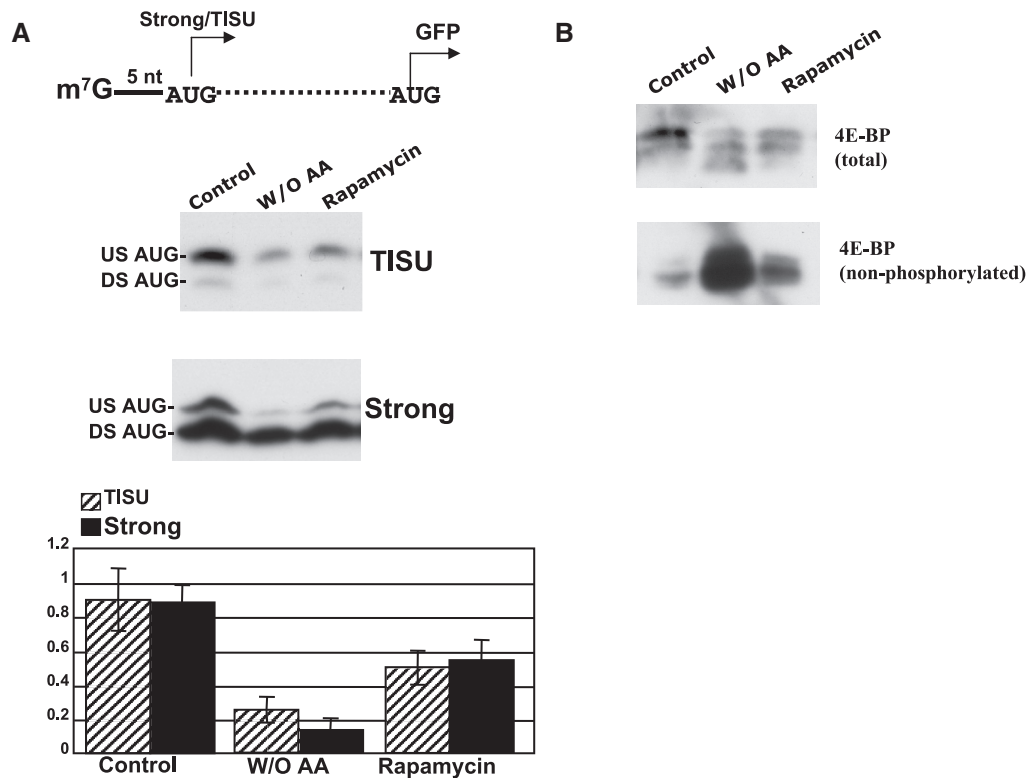 A
Strong/TISU
GFP
m⁷G 5 nt AUG AUG
Control W/O AA Rapamycin
US AUG-
DS AUG-
TISU
US AUG-
DS AUG-
Strong
TISU
Strong
1.2
1
0.8
0.6
0.4
0.2
0
Control W/O AA Rapamycin
B
Control W/O AA Rapamycin
4E-BP
(total)
4E-BP
(non-phosphorylated)